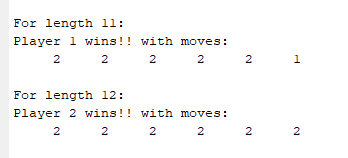 For length 11:
Player 1 wins!! with moves:
2 2 2 2 2 1
For length 12:
Player 2 wins!! with moves:
2 2 2 2 2 2